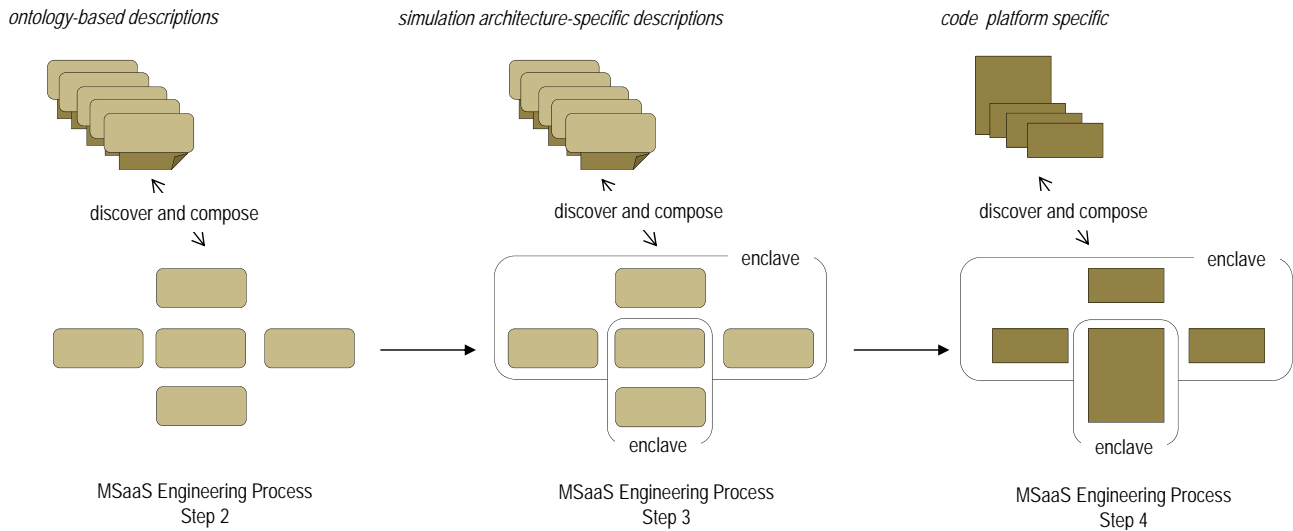 ontology-based descriptions
simulation architecture-specific descriptions
code platform specific
discover and compose
discover and compose
discover and compose
enclave
enclave
enclave
enclave
MSaaS Engineering Process
Step 2
MSaaS Engineering Process
Step 3
MSaaS Engineering Process
Step 4